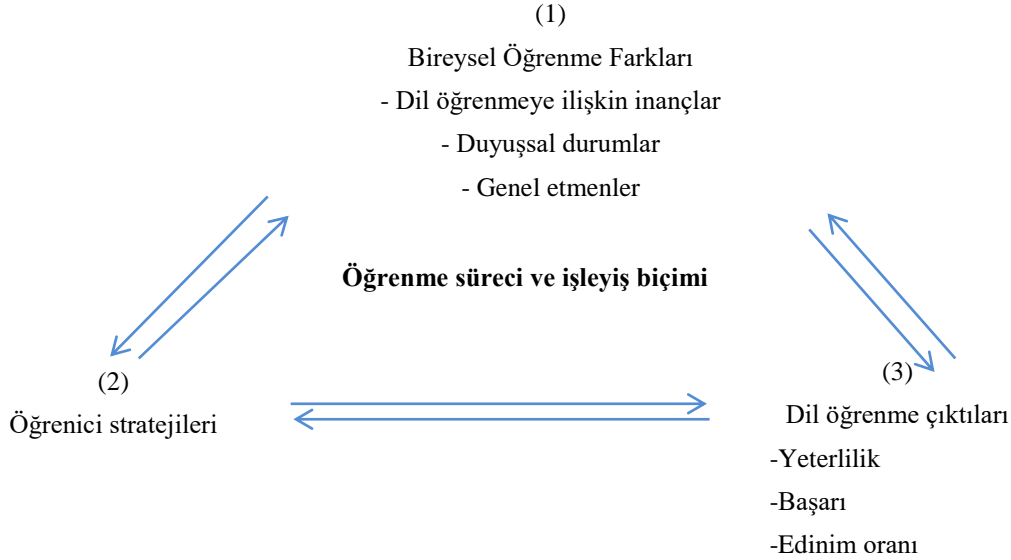 (1)
Bireysel Öğrenme Farkları
- Dil öğrenmeye ilişkin inançlar
- Duyuşsal durumlar
- Genel etmenler
Öğrenme süreci ve işleyiş biçimi
(2)
Öğrenici stratejileri
(3)
Dil öğrenme çıktıları
-Yeterlilik
-Başarı
-Edinim oranı